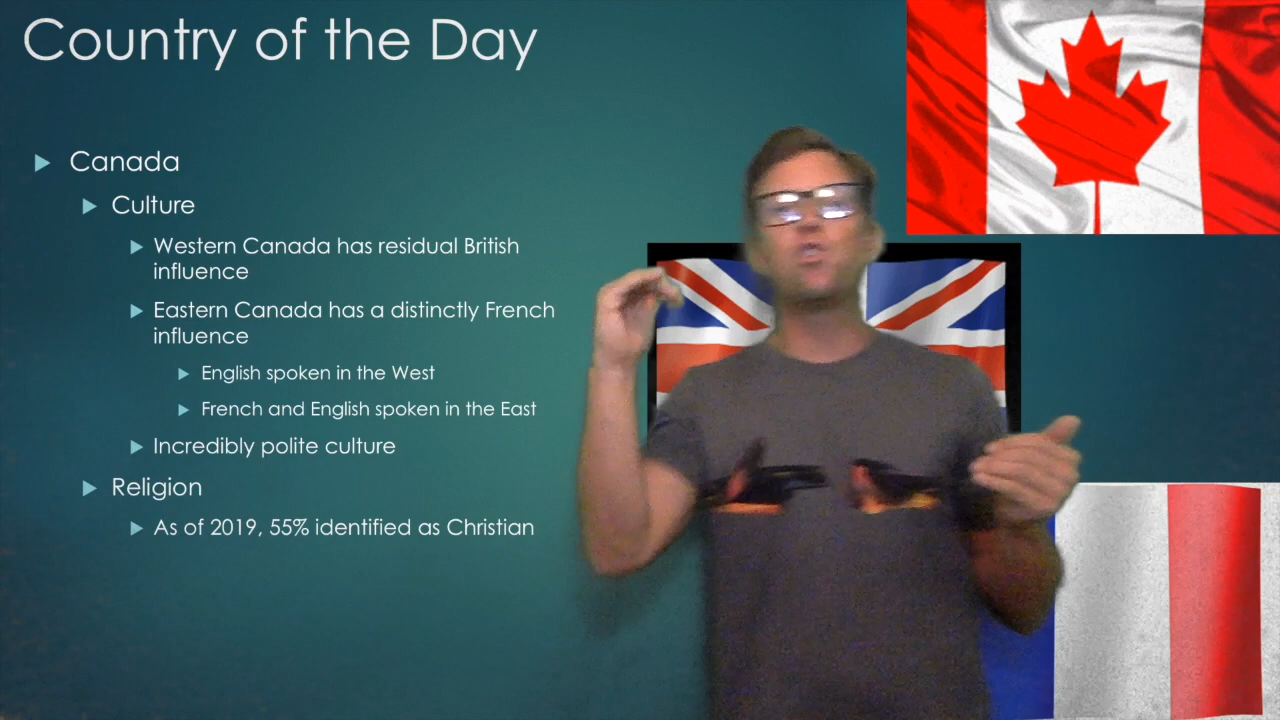 Country of the Day
Canada
Culture
Western Canada has residual British
influence
Eastern Canada has a distinctly French
influence
English spoken in the West
French and English spoken in the East
Incredibly polite culture
Religion
As of 2019, 55% identified as Christian